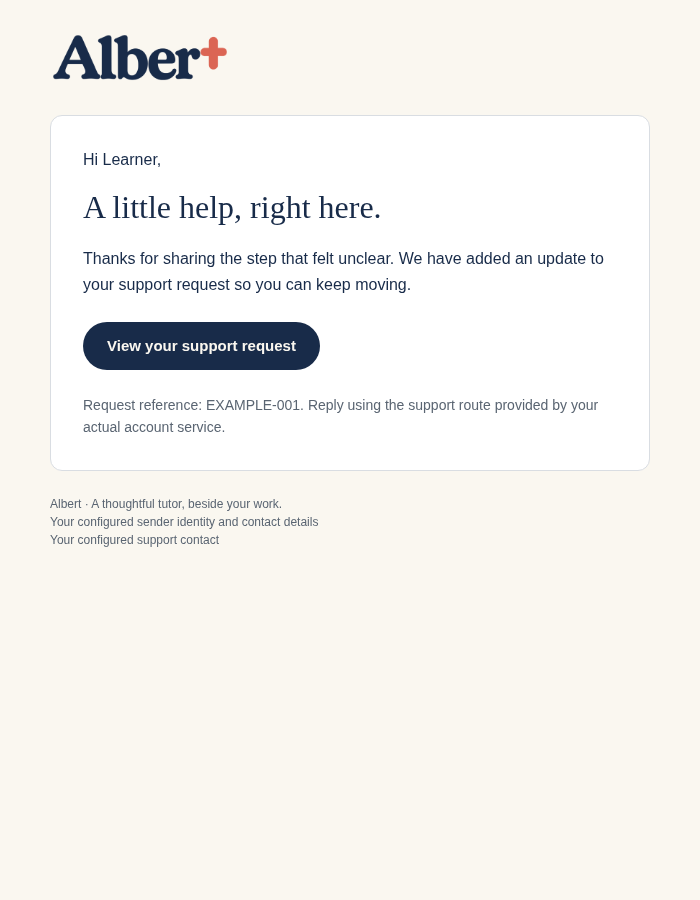 Albert
Hi Learner,
A little help, right here.
Thanks for sharing the step that felt unclear. We have added an update to
your support request so you can keep moving.
View your support request
Request reference: EXAMPLE-001. Reply using the support route provided by your
actual account service.
Albert · A thoughtful tutor, beside your work.
Your configured sender identity and contact details
Your configured support contact